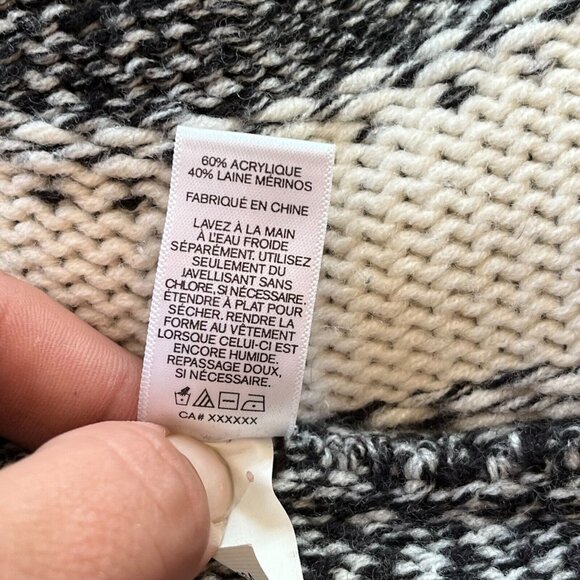 60% ACRYLIQUE
40% LAINE MÉRINOS
FABRIQUÉ EN CHINE
LAVEZ À LA MAIN
À L'EAU FROIDE
SÉPARÉMENT. UTILISEZ
SEULEMENT DU
JAVELLISANT SANS
CHLORE, SI NÉCESSAIRE.
ÉTENDRE À PLAT POUR
SÉCHER. RENDRE LA
FORME AU VÊTEMENT
LORSQUE CELUI-CI EST
ENCORE HUMIDE.
REPASSAGE DOUX,
SI NÉCESSAIRE.
CA# XXXXXX